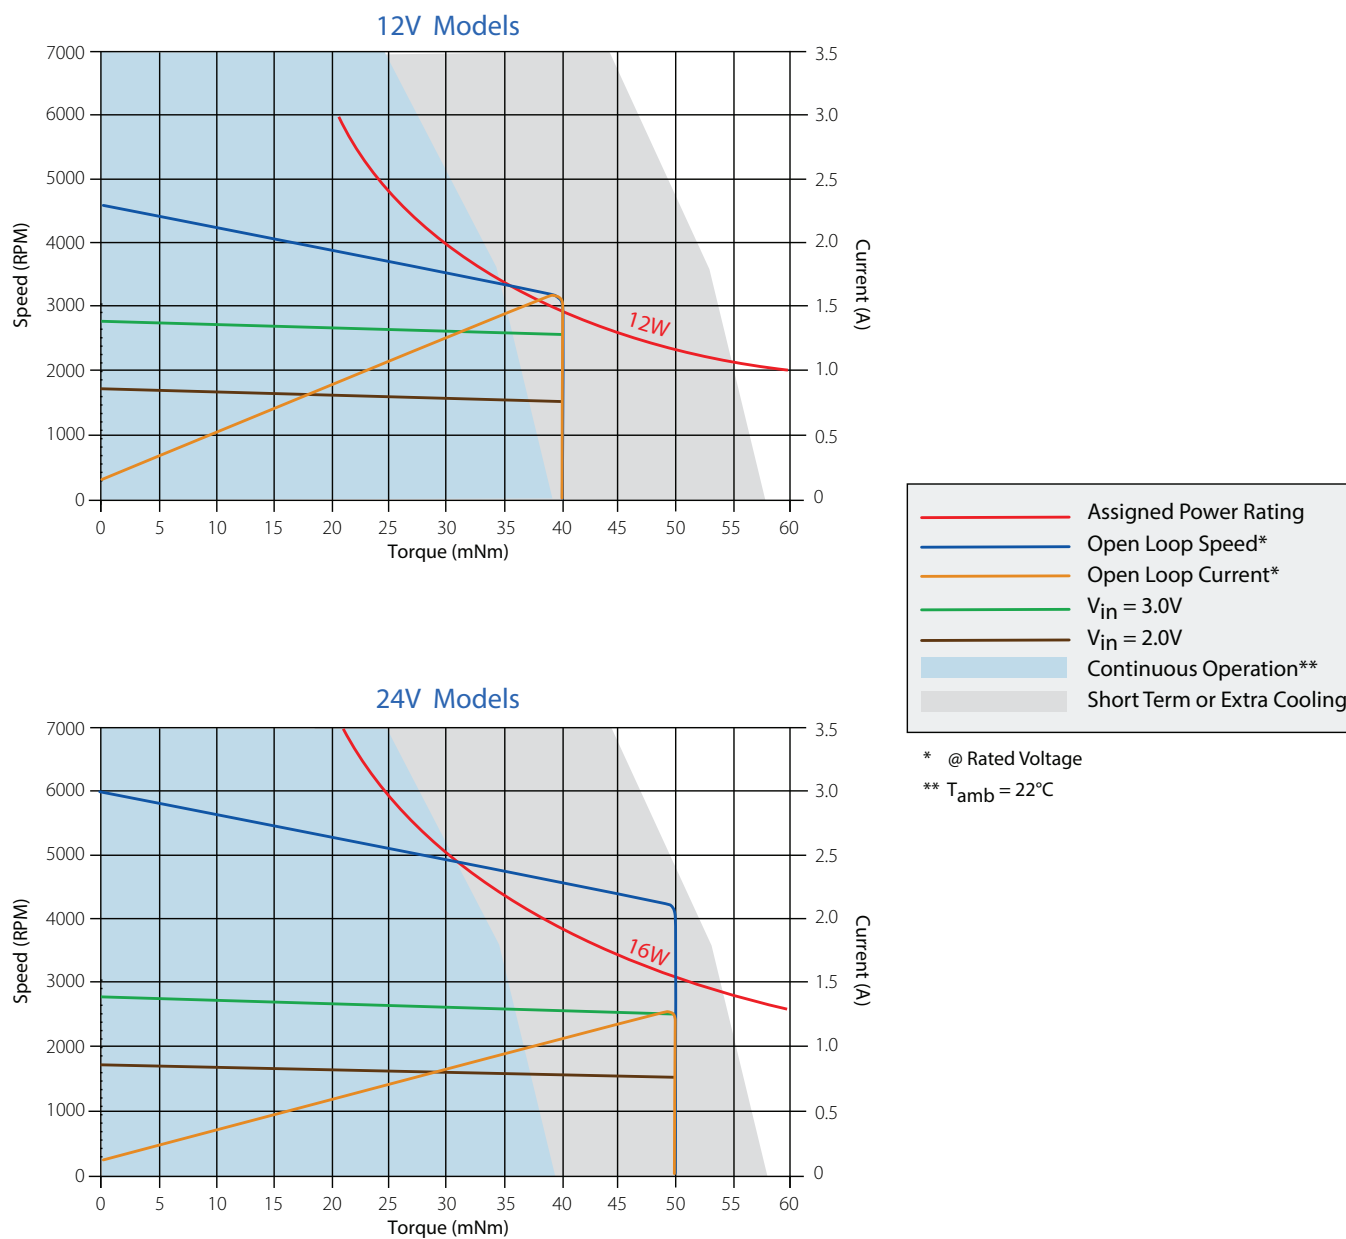 12V Models
7000
6000
5000
4000
3000
2000
1000
0
Speed (RPM)
3.5
3.0
2.5
2.0
1.5
1.0
0.5
0
Current (A)
12W
0 5 10 15 20 25 30 35 40 45 50 55 60
Torque (mNm)
Assigned Power Rating
Open Loop Speed*
Open Loop Current*
Vin = 3.0V
Vin = 2.0V
Continuous Operation**
Short Term or Extra Cooling
* @ Rated Voltage
** Tamb = 22°C
24V Models
7000
6000
5000
4000
3000
2000
1000
0
Speed (RPM)
3.5
3.0
2.5
2.0
1.5
1.0
0.5
0
Current (A)
16W
0 5 10 15 20 25 30 35 40 45 50 55 60
Torque (mNm)